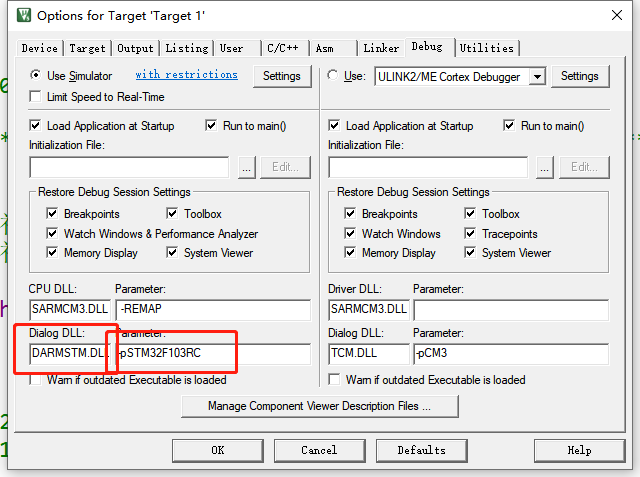 Options for Target 'Target 1'
Device Target Output Listing User C/C++ Asm Linker Debug Utilities
Use Simulator with restrictions Settings
Use: ULINK2/ME Cortex Debugger Settings
Limit Speed to Real-Time
Load Application at Startup Run to main()
Load Application at Startup Run to main()
Initialization File:
Initialization File:
... Edit...
... Edit...
Restore Debug Session Settings
Breakpoints Toolbox
Watch Windows & Performance Analyzer
Memory Display System Viewer
Restore Debug Session Settings
Breakpoints Toolbox
Watch Windows Tracepoints
Memory Display System Viewer
CPU DLL: Parameter:
SARMCM3.DLL -REMAP
Driver DLL: Parameter:
SARMCM3.DLL
Dialog DLL: Parameter:
DARMSTM.DLL -pSTM32F103RC
Dialog DLL: Parameter:
TCM.DLL -pCM3
Warn if outdated Executable is loaded
Warn if outdated Executable is loaded
Manage Component Viewer Description Files ...
OK Cancel Defaults Help